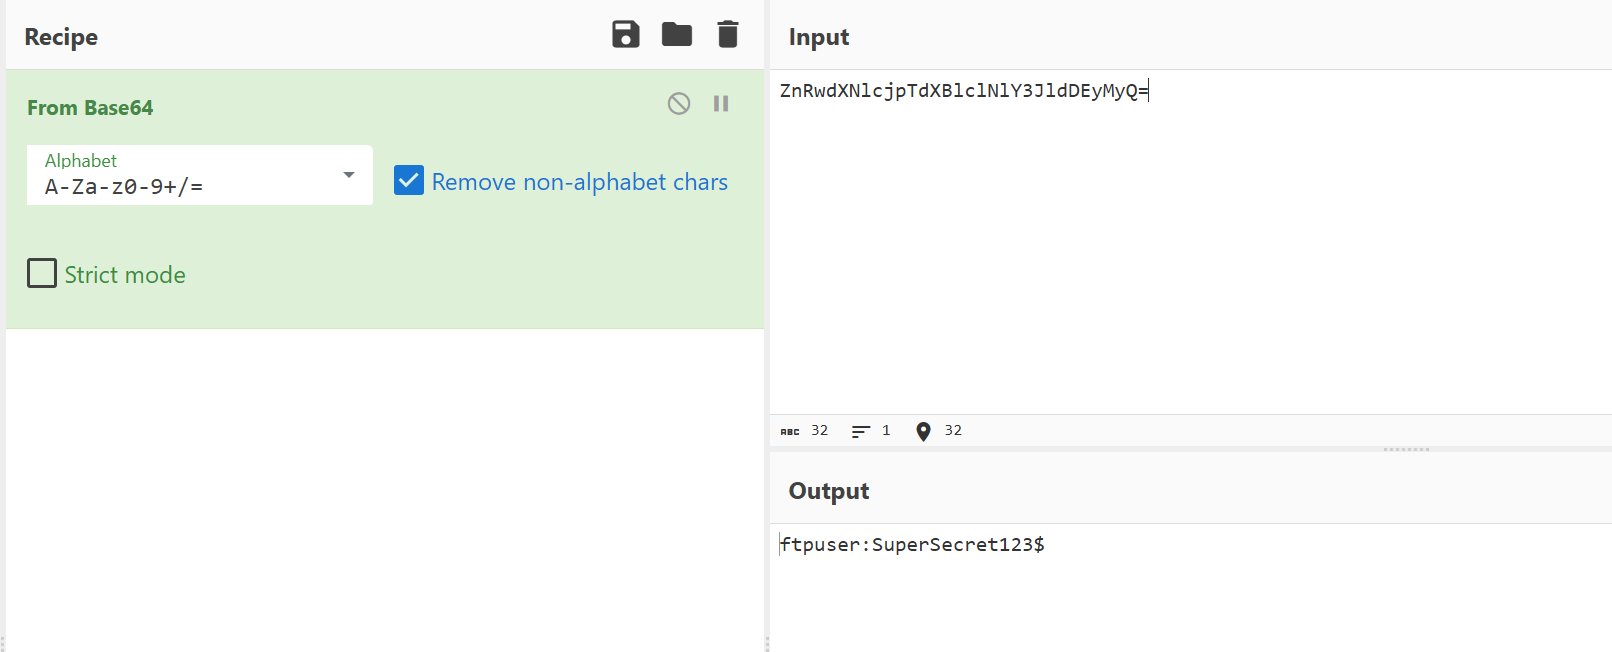 Recipe
From Base64
Alphabet
A-Za-z0-9+/=
Remove non-alphabet chars
Strict mode
Input
ZnRwdXNlcjpTdXBlclNlY3JldDEyMyQ=
ABC 32 1 32
Output
ftpuser:SuperSecret123$